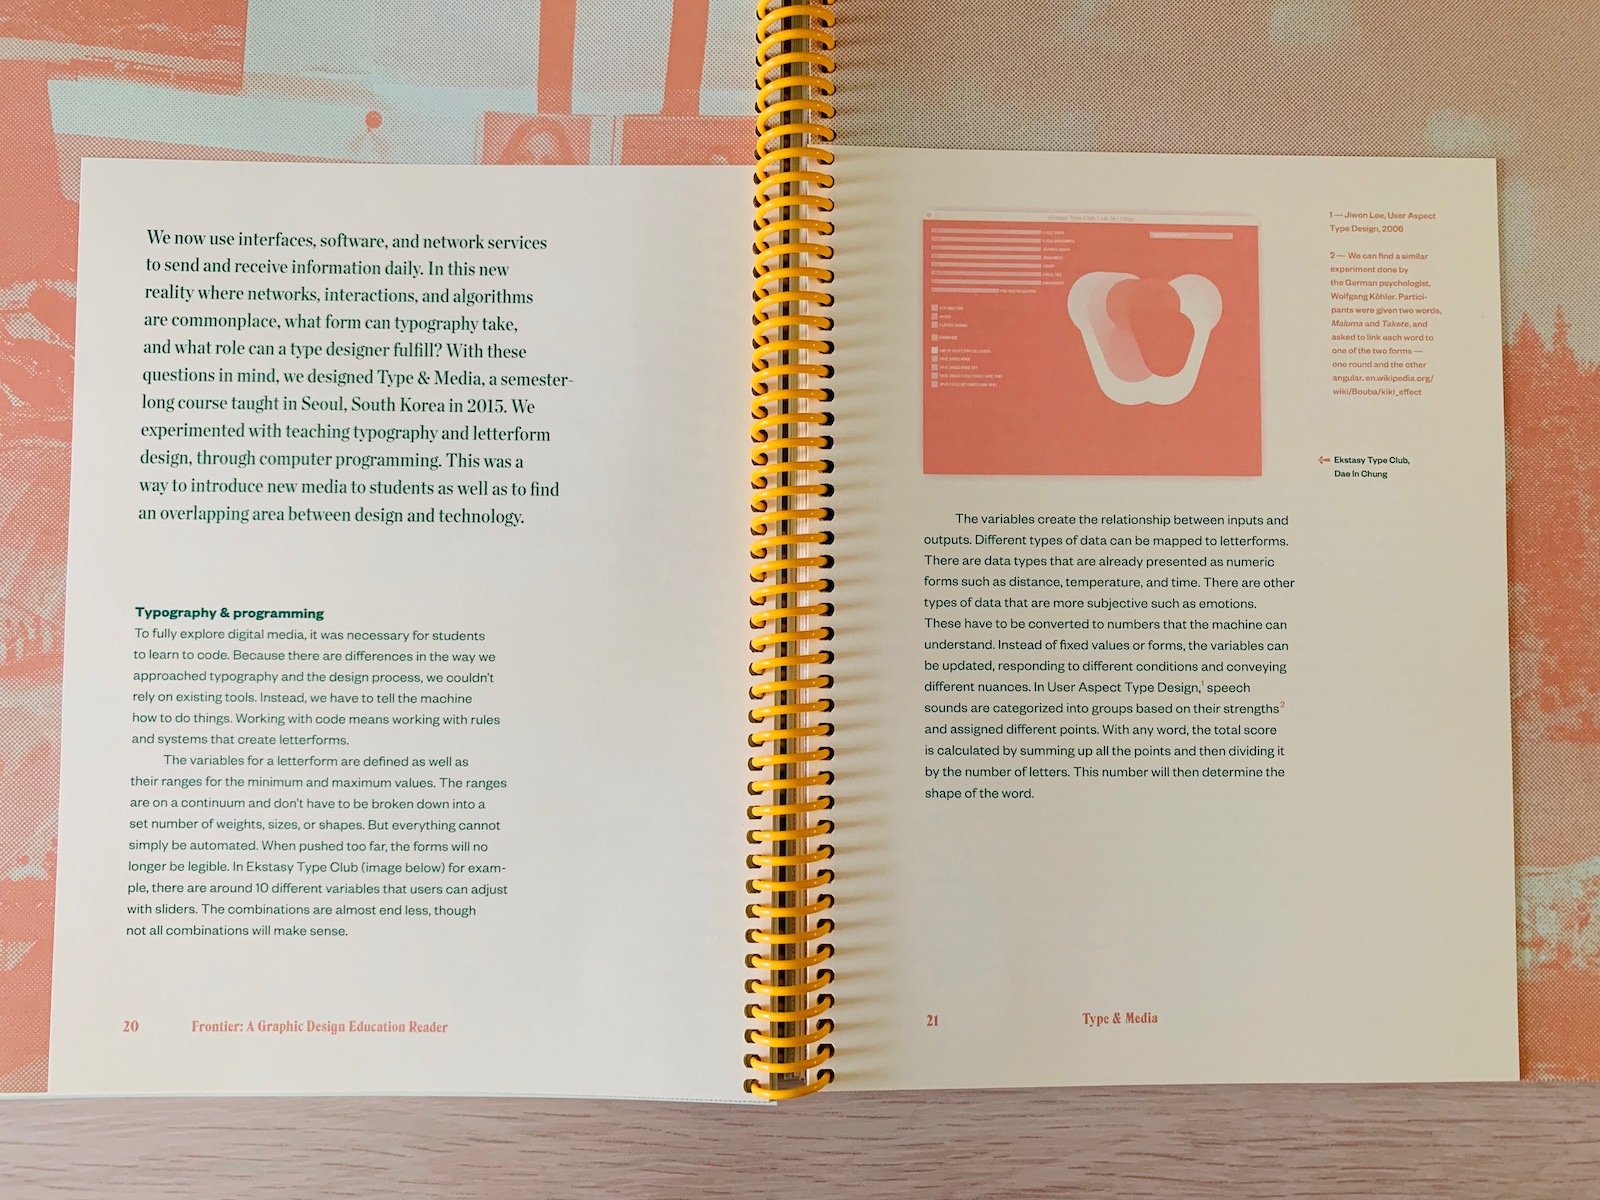 We now use interfaces, software, and network services
to send and receive information daily. In this new
reality where networks, interactions, and algorithms
are commonplace, what form can typography take,
and what role can a type designer fulfill? With these
questions in mind, we designed Type & Media, a semester-
long course taught in Seoul, South Korea in 2015. We
experimented with teaching typography and letterform
design, through computer programming. This was a
way to introduce new media to students as well as to find
an overlapping area between design and technology.
Typography & programming
To fully explore digital media, it was necessary for students
to learn to code. Because there are differences in the way we
approached typography and the design process, we couldn't
rely on existing tools. Instead, we have to tell the machine
how to do things. Working with code means working with rules
and systems that create letterforms.
The variables for a letterform are defined as well as
their ranges for the minimum and maximum values. The ranges
are on a continuum and don't have to be broken down into a
set number of weights, sizes, or shapes. But everything cannot
simply be automated. When pushed too far, the forms will no
longer be legible. In Ekstasy Type Club (image below) for exam-
ple, there are around 10 different variables that users can adjust
with sliders. The combinations are almost end less, though
not all combinations will make sense.
20 Frontier: A Graphic Design Education Reader
1 — Jiwon Lee, User Aspect
Type Design, 2006
2 — We can find a similar
experiment done by
the German psychologist,
Wolfgang Köhler. Partici-
pants were given two words,
Maluma and Takete, and
asked to link each word to
one of the two forms —
one round and the other
angular. en.wikipedia.org/
wiki/Bouba/kiki_effect
Ekstasy Type Club,
Dae In Chung
The variables create the relationship between inputs and
outputs. Different types of data can be mapped to letterforms.
There are data types that are already presented as numeric
forms such as distance, temperature, and time. There are other
types of data that are more subjective such as emotions.
These have to be converted to numbers that the machine can
understand. Instead of fixed values or forms, the variables can
be updated, responding to different conditions and conveying
different nuances. In User Aspect Type Design,1 speech
sounds are categorized into groups based on their strengths2
and assigned different points. With any word, the total score
is calculated by summing up all the points and then dividing it
by the number of letters. This number will then determine the
shape of the word.
21 Type & Media